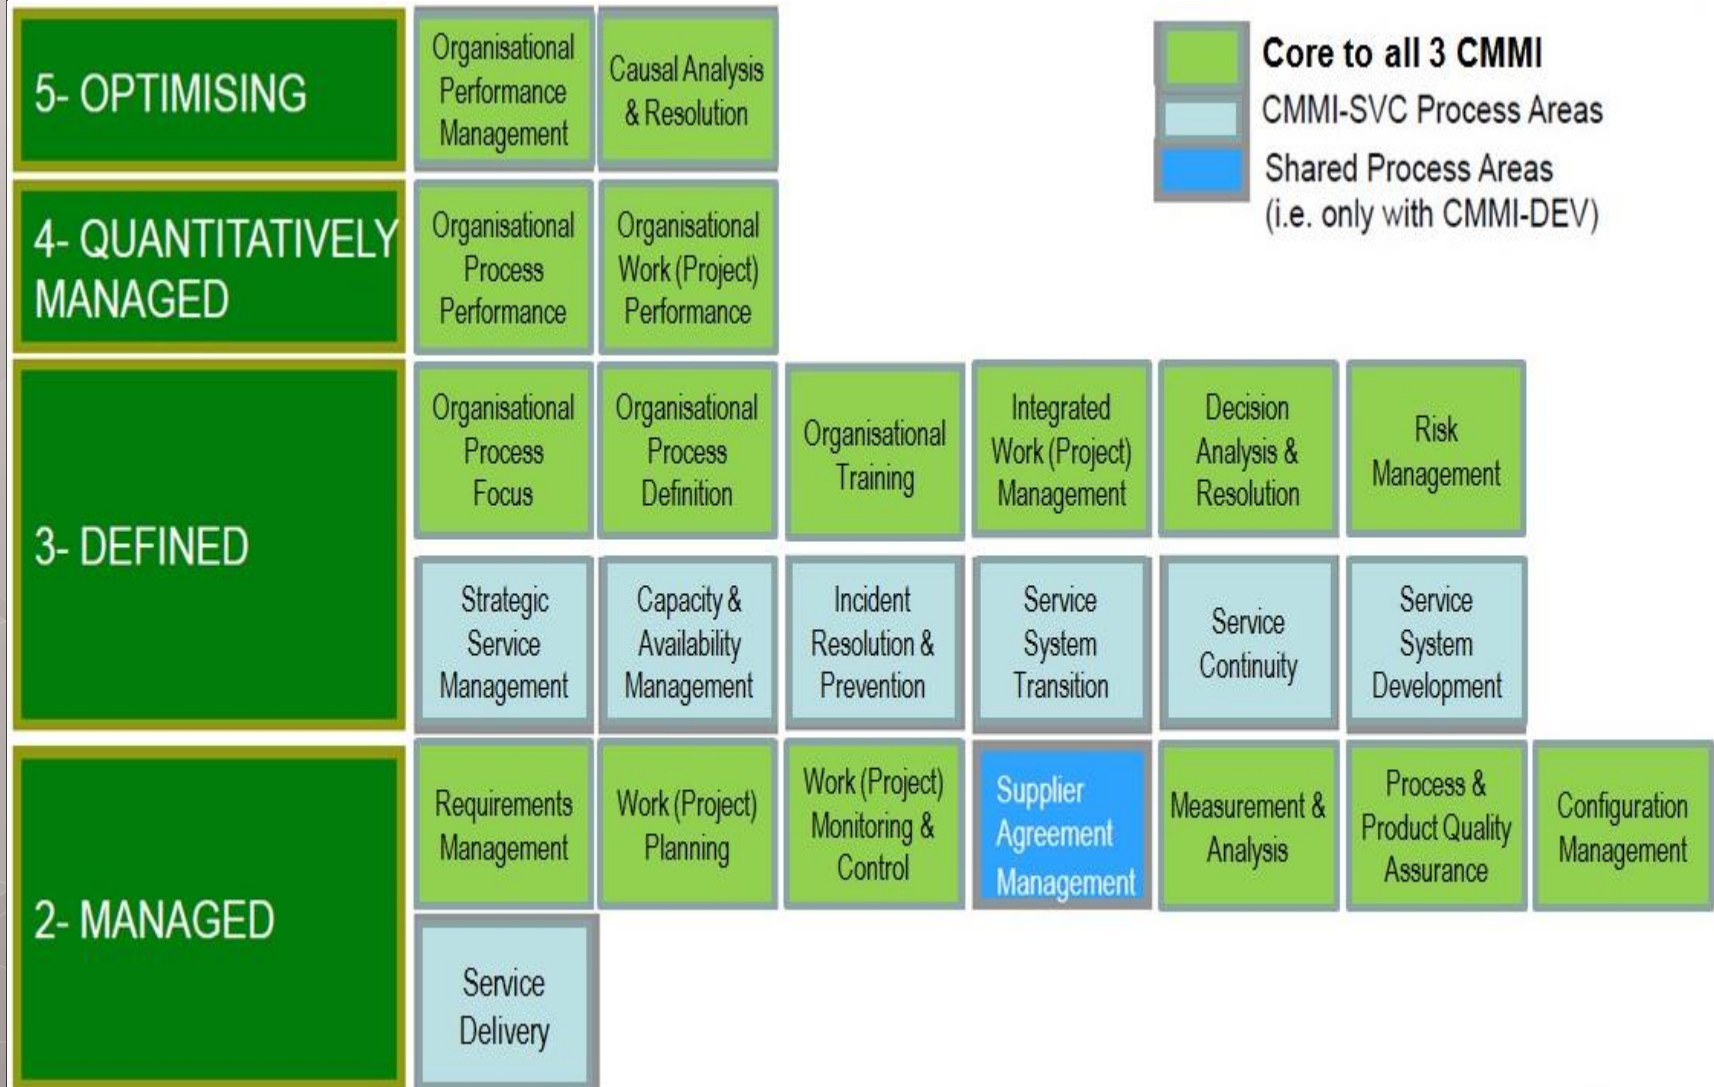 5- OPTIMISING
Organisational
Performance
Management
Causal Analysis
& Resolution
Core to all 3 CMMI
CMMI-SVC Process Areas
Shared Process Areas
(i.e. only with CMMI-DEV)
4- QUANTITATIVELY
MANAGED
Organisational
Process
Performance
Organisational
Work (Project)
Performance
3- DEFINED
Organisational
Process
Focus
Organisational
Process
Definition
Organisational
Training
Integrated
Work (Project)
Management
Decision
Analysis &
Resolution
Risk
Management
Strategic
Service
Management
Capacity &
Availability
Management
Incident
Resolution &
Prevention
Service
System
Transition
Service
Continuity
Service
System
Development
2- MANAGED
Requirements
Management
Work (Project)
Planning
Work (Project)
Monitoring &
Control
Supplier
Agreement
Management
Measurement &
Analysis
Process &
Product Quality
Assurance
Configuration
Management
Service
Delivery